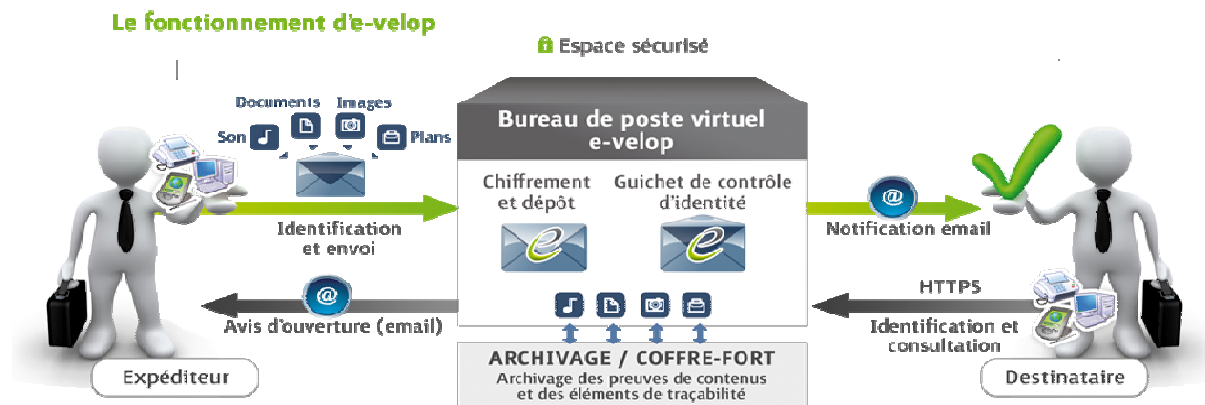 Le fonctionnement d'e-velop
Espace sécurisé
Documents
Images
Son
Plans
Identification
et envoi
Avis d'ouverture (email)
Expéditeur
Bureau de poste virtuel
e-velop
Chiffrement
et dépôt
Guichet de contrôle
d'identité
ARCHIVAGE / COFFRE-FORT
Archivage des preuves de contenus
et des éléments de traçabilité
@
Notification email
HTTPS
Identification et
consultation
@
Destinataire